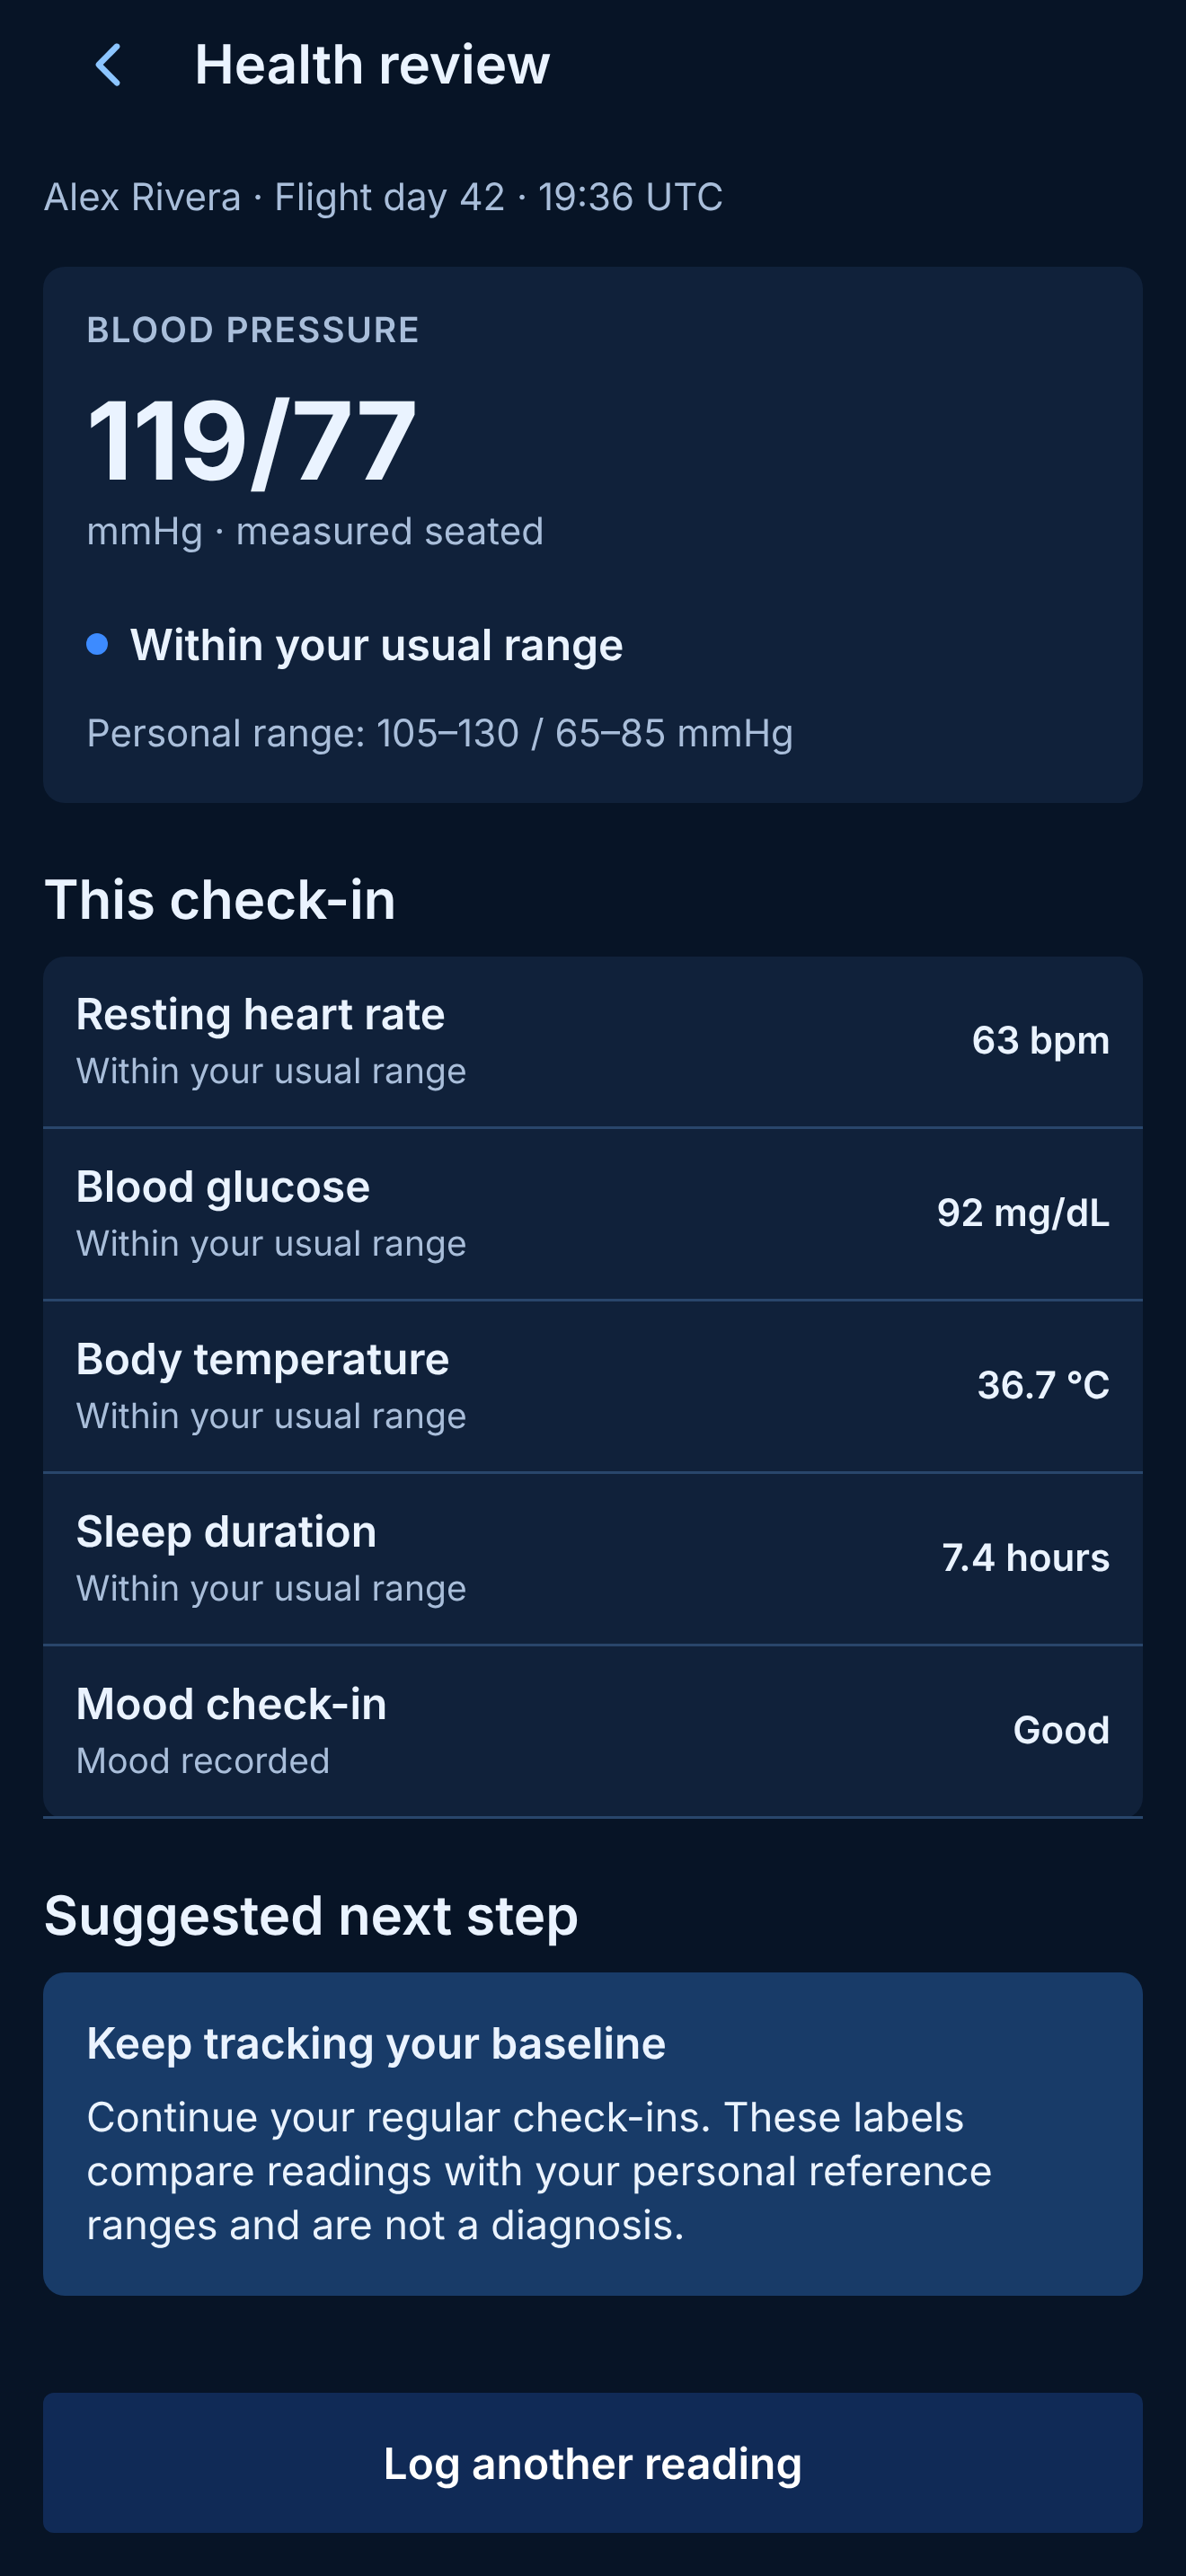 Health review
Alex Rivera · Flight day 42 · 19:36 UTC
BLOOD PRESSURE
119/77
mmHg · measured seated
Within your usual range
Personal range: 105–130 / 65–85 mmHg
This check-in
Resting heart rate
Within your usual range
63 bpm
Blood glucose
Within your usual range
92 mg/dL
Body temperature
Within your usual range
36.7 °C
Sleep duration
Within your usual range
7.4 hours
Mood check-in
Mood recorded
Good
Suggested next step
Keep tracking your baseline
Continue your regular check-ins. These labels
compare readings with your personal reference
ranges and are not a diagnosis.
Log another reading